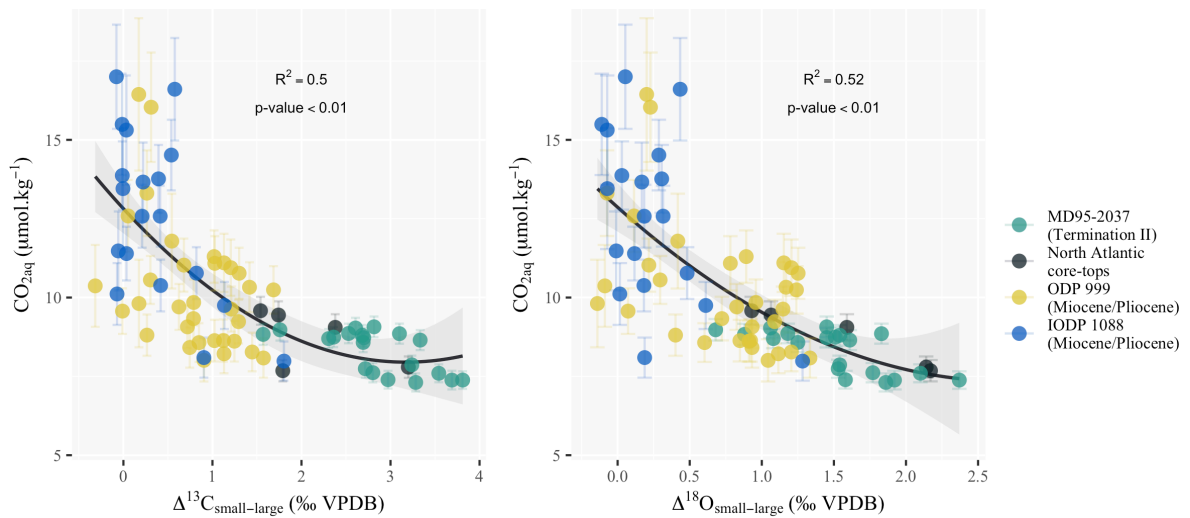 R² = 0.5
p-value < 0.01
15
10
5
CO₂aq (μmol.kg⁻¹)
0 1 2 3 4
Δ¹³Csmall−large (‰ VPDB)
R² = 0.52
p-value < 0.01
15
10
5
CO₂aq (μmol.kg⁻¹)
0.0 0.5 1.0 1.5 2.0 2.5
Δ¹⁸Osmall−large (‰ VPDB)
MD95-2037
(Termination II)
North Atlantic
core-tops
ODP 999
(Miocene/Pliocene)
IODP 1088
(Miocene/Pliocene)